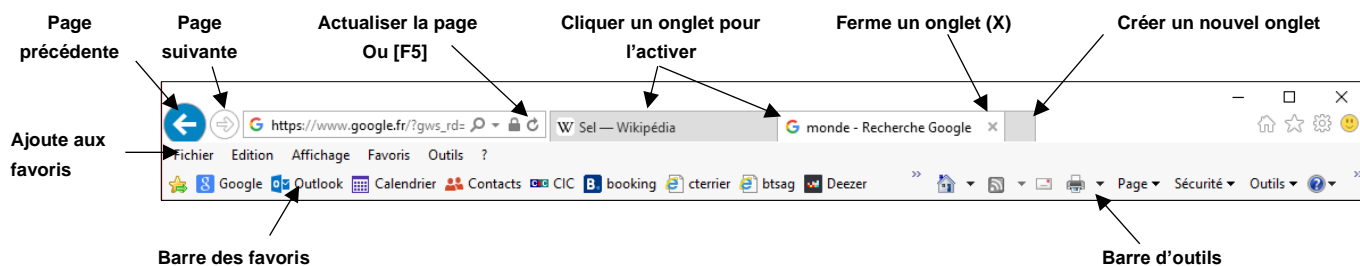 Page précédente
Page suivante
Actualiser la page
Ou [F5]
Cliquer un onglet pour l'activer
Ferme un onglet (X)
Créer un nouvel onglet
https://www.google.fr/?gws_rd=
W Sel — Wikipédia
G monde - Recherche Google
Ajoute aux favoris
Fichier Edition Affichage Favoris Outils ?
Google Outlook Calendrier Contacts CIC B. booking cterrier btsag Deezer » Page Sécurité Outils »
Barre des favoris
Barre d'outils